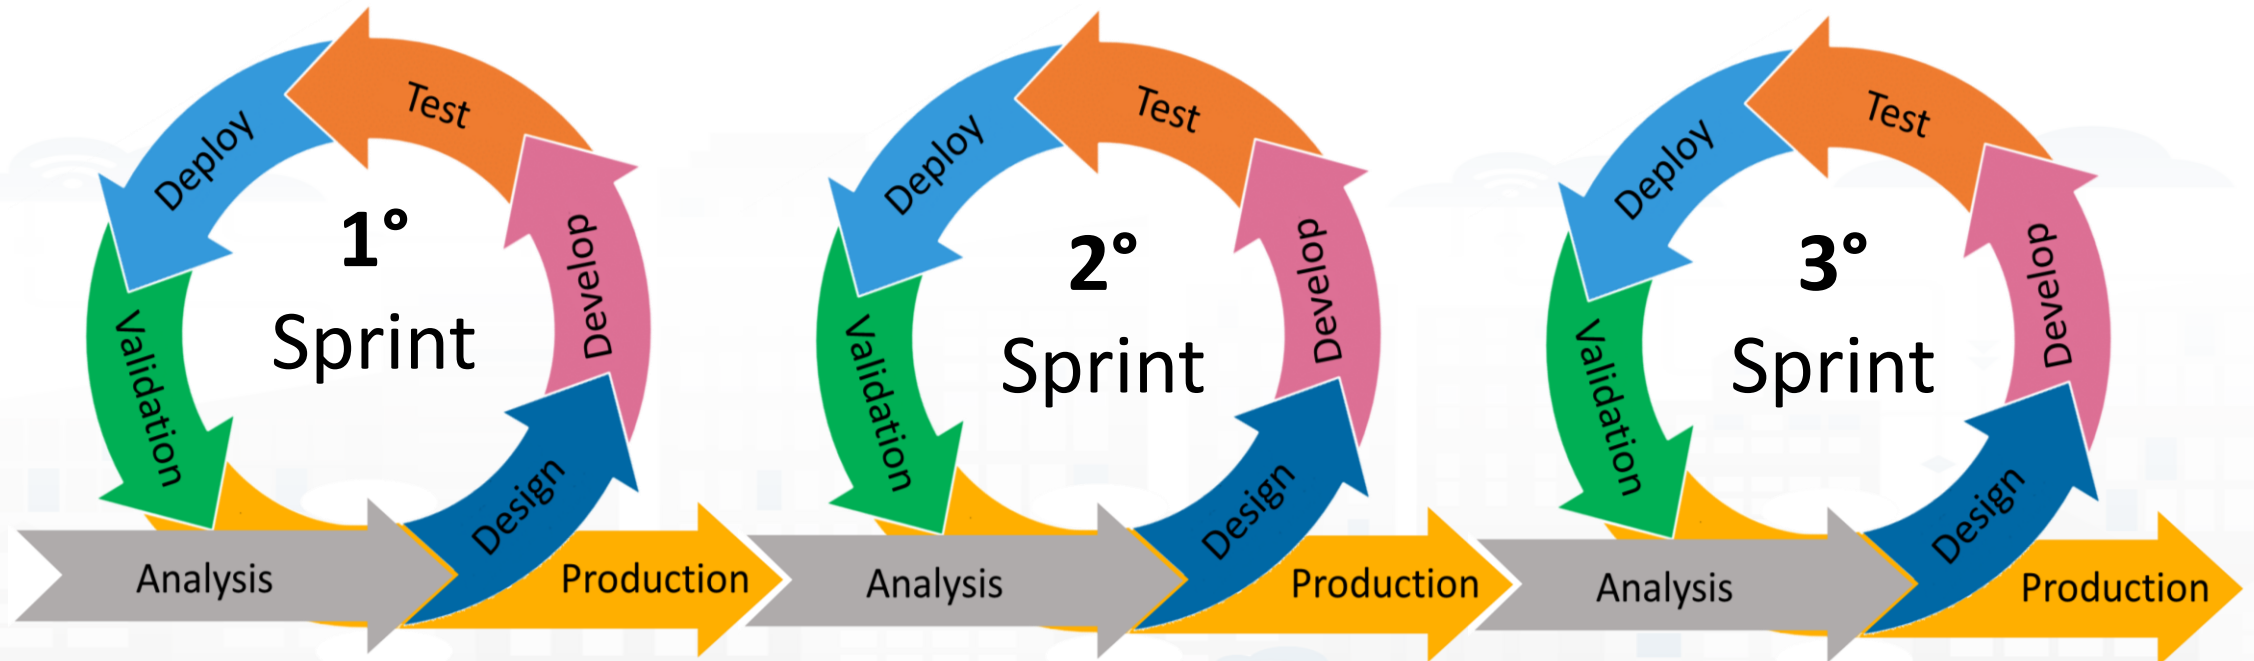 Test
Deploy
1°
Sprint
Develop
Validation
Design
Analysis
Production
Test
Deploy
2°
Sprint
Develop
Validation
Design
Analysis
Production
Test
Deploy
3°
Sprint
Develop
Validation
Design
Analysis
Production